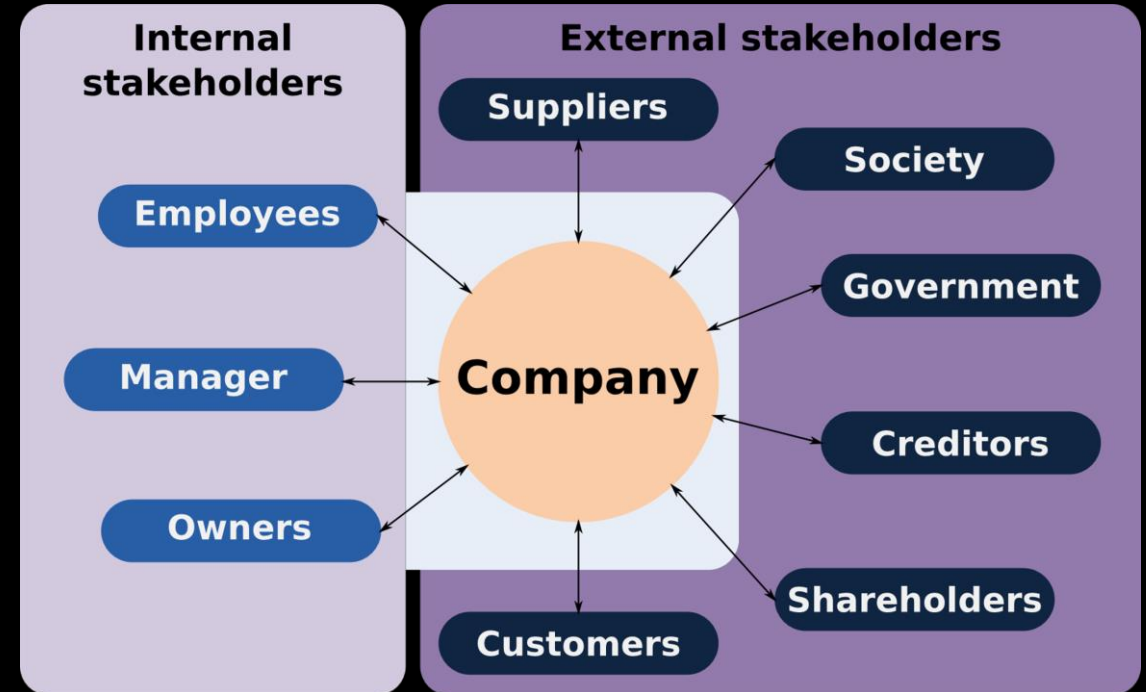 Internal
stakeholders
External stakeholders
Suppliers
Society
Employees
Government
Manager
Company
Creditors
Owners
Shareholders
Customers